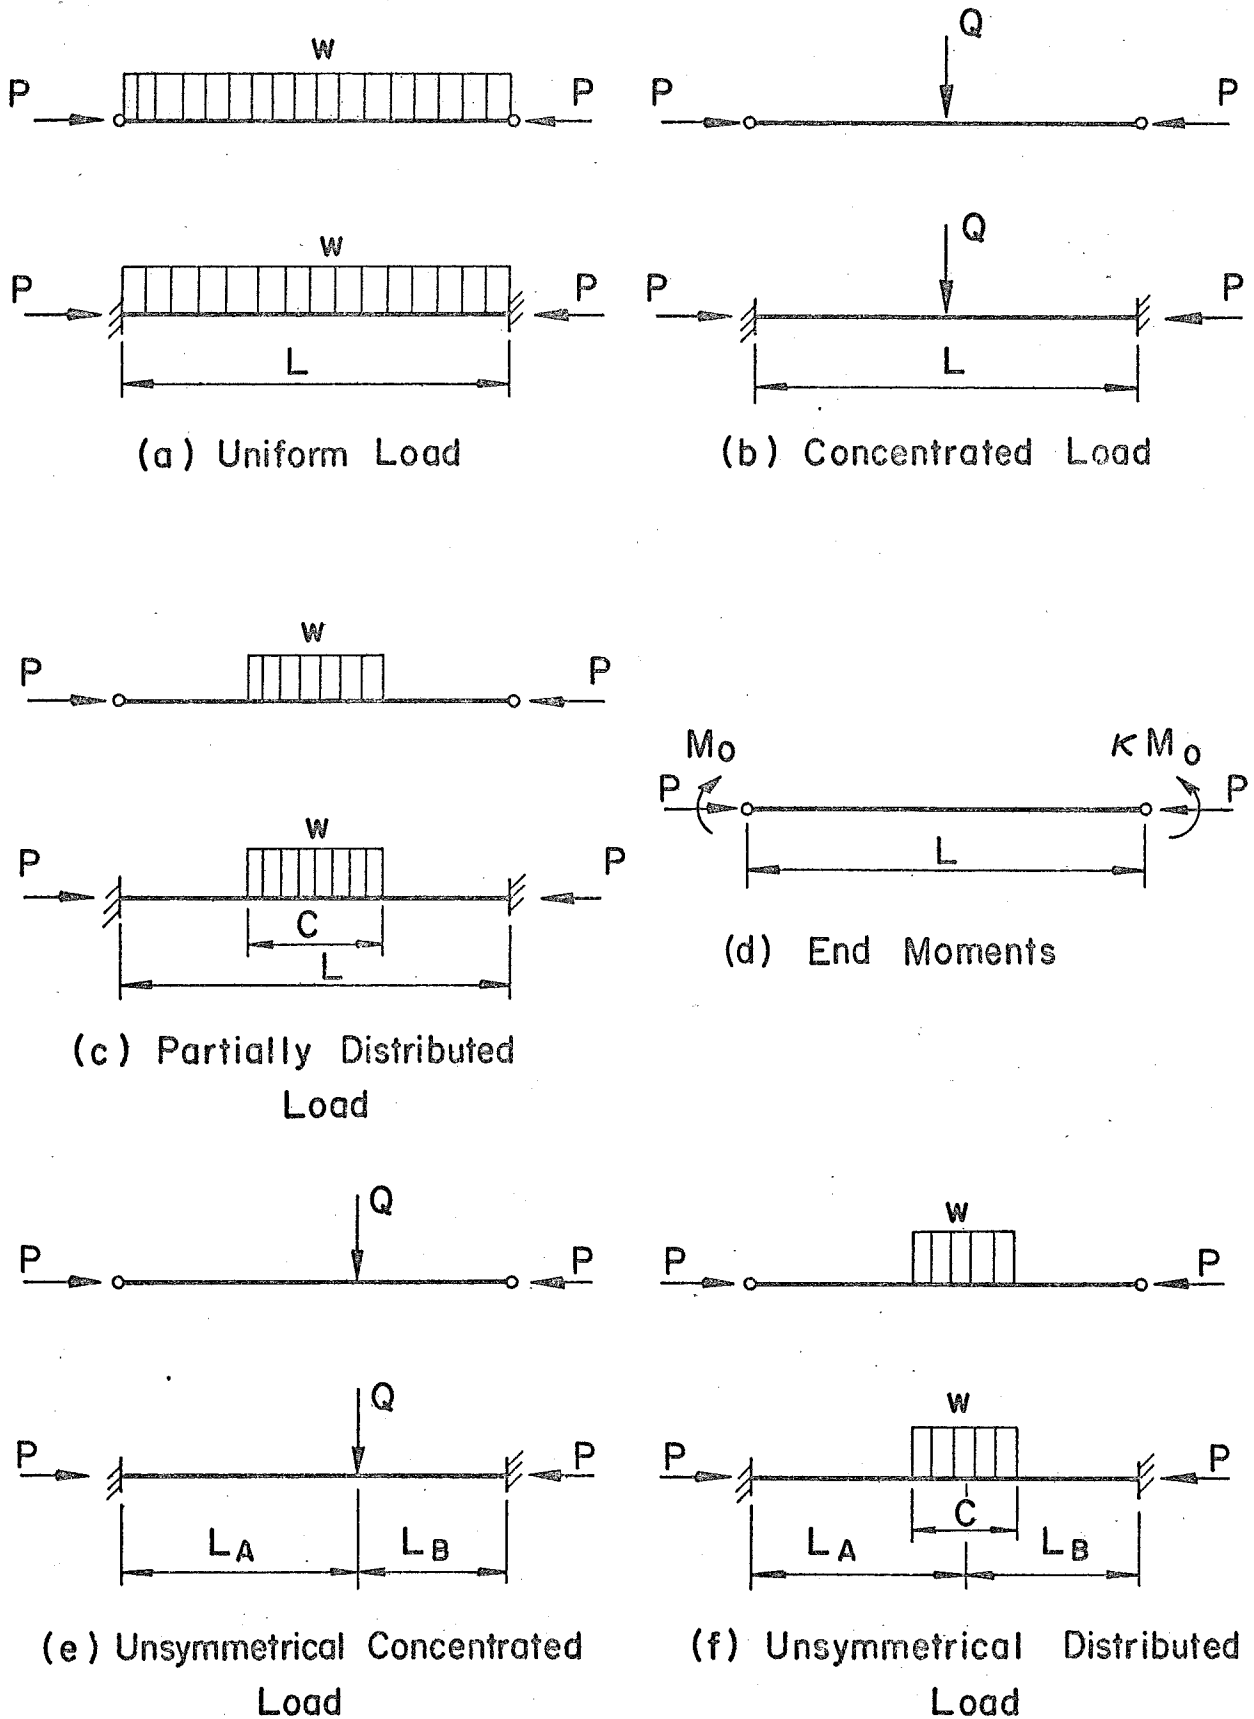 w
P P
w
P P
L
(a) Uniform Load
Q
P P
Q
P P
L
(b) Concentrated Load
w
P P
w
P P
C
L
(c) Partially Distributed
Load
Mo κMo
P P
L
(d) End Moments
Q
P P
Q
P P
LA LB
(e) Unsymmetrical Concentrated
Load
w
P P
w
P P
C
LA LB
(f) Unsymmetrical Distributed
Load